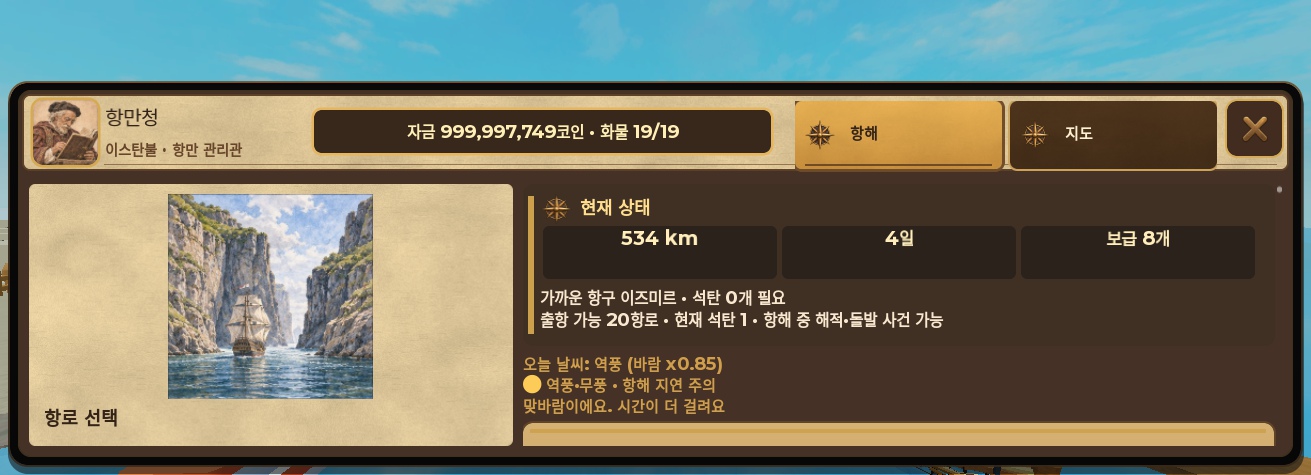 항만청
이스탄불 • 항만 관리관
자금 999,997,749코인 • 화물 19/19
항해
지도
항로 선택
현재 상태
534 km
4일
보급 8개
가까운 항구 이즈미르 • 석탄 0개 필요
출항 가능 20항로 • 현재 석탄 1 • 항해 중 해적•돌발 사건 가능
오늘 날씨: 역풍 (바람 x0.85)
역풍•무풍 • 항해 지연 주의
맞바람이에요. 시간이 더 걸려요